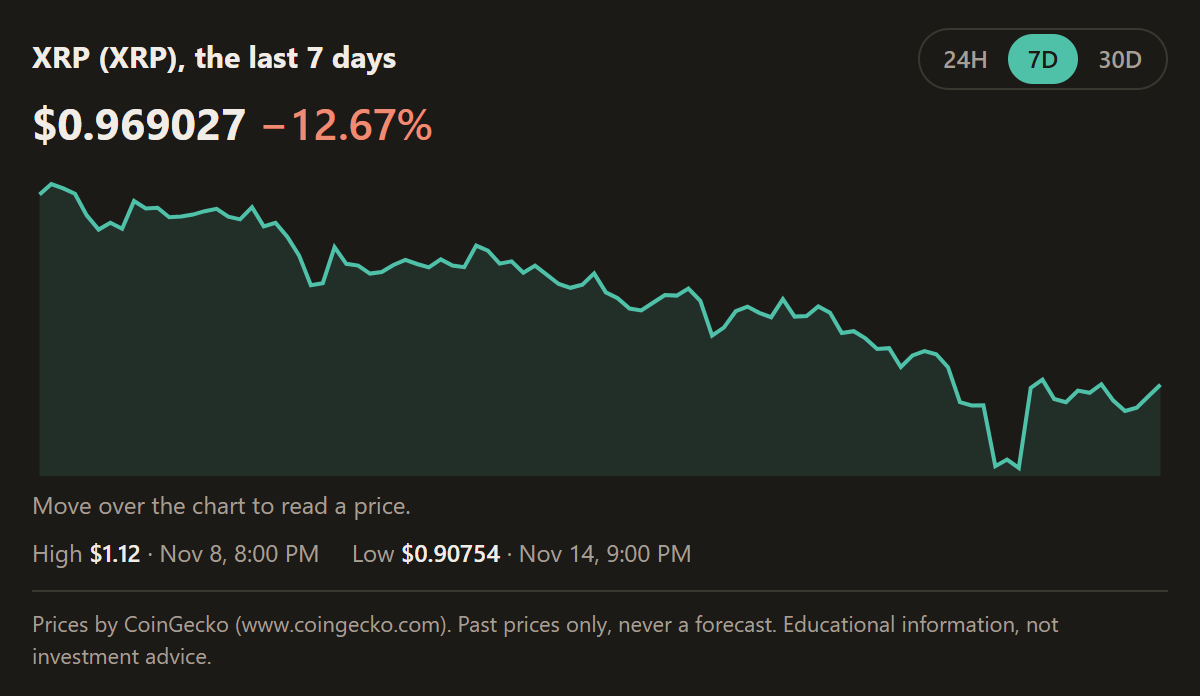 XRP (XRP), the last 7 days
24H 7D 30D
$0.969027 −12.67%
Move over the chart to read a price.
High $1.12 · Nov 8, 8:00 PM Low $0.90754 · Nov 14, 9:00 PM
Prices by CoinGecko (www.coingecko.com). Past prices only, never a forecast. Educational information, not
investment advice.